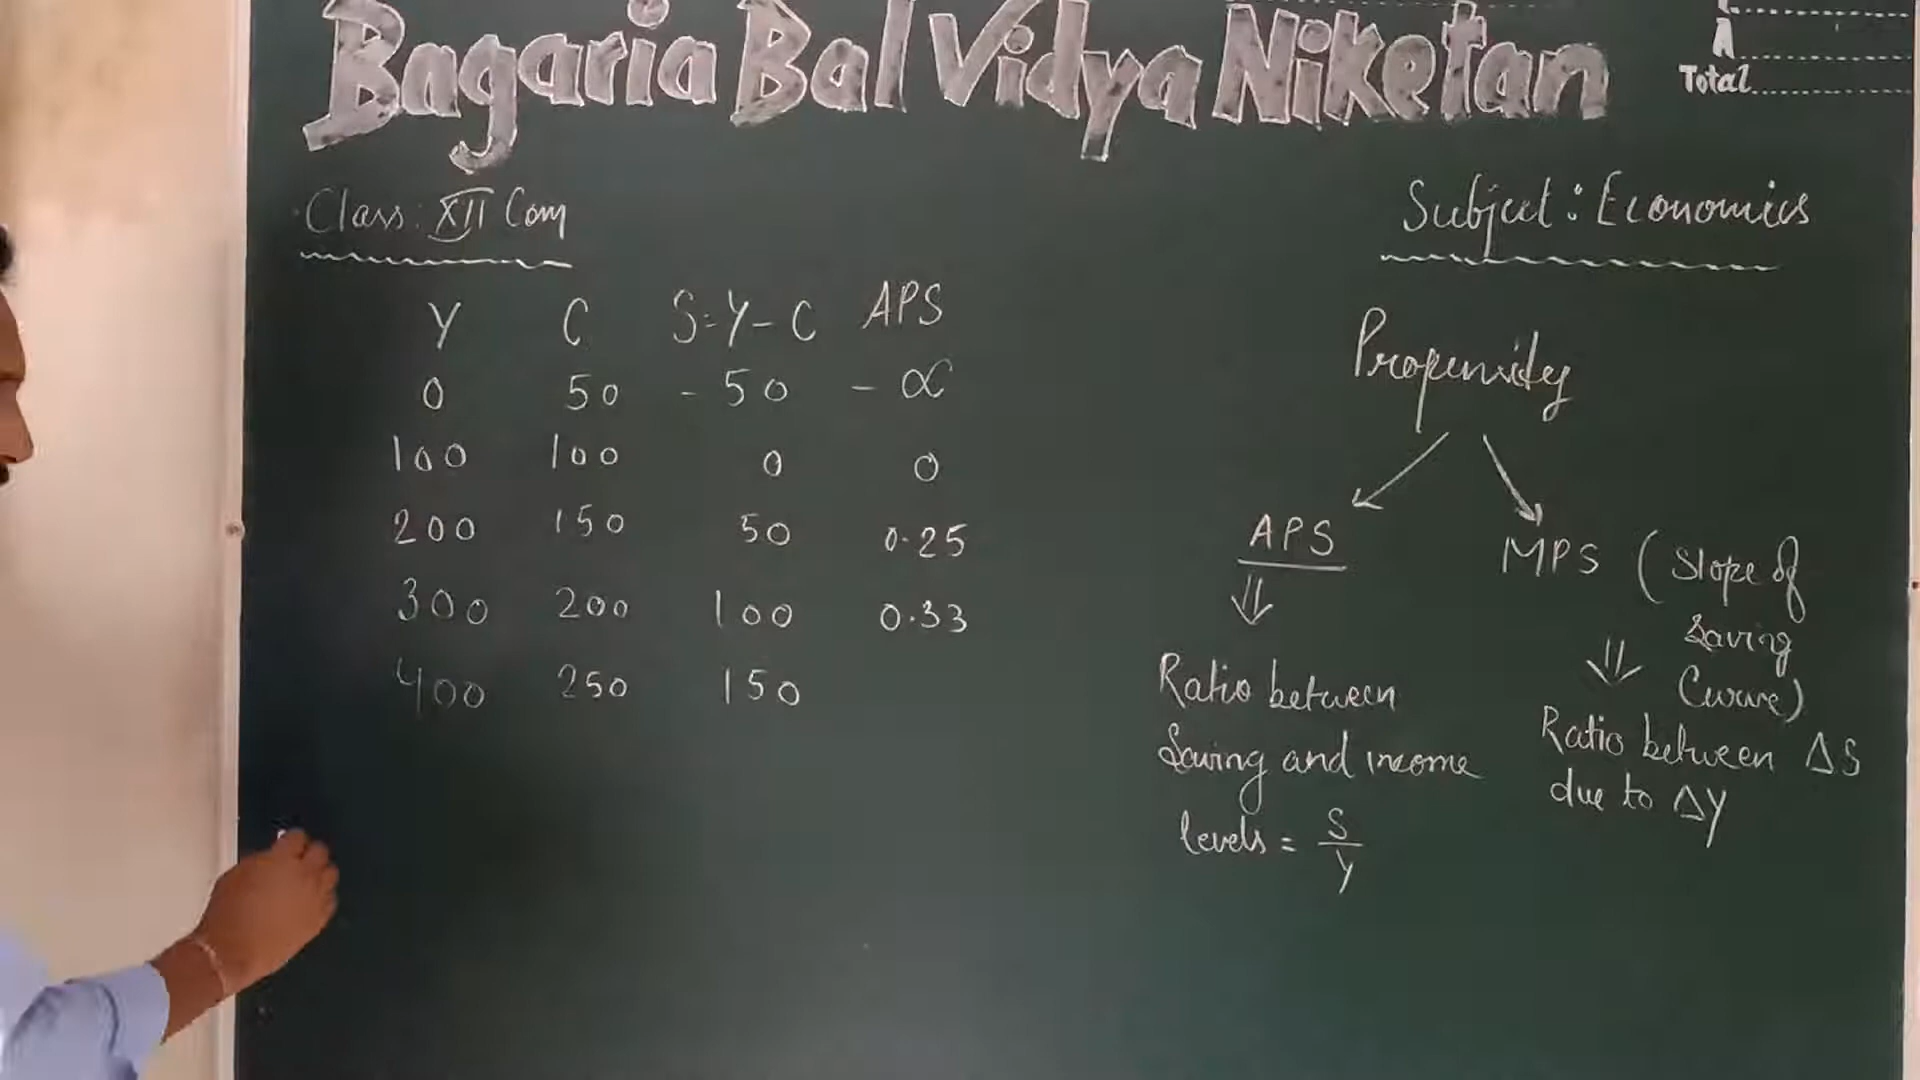 Bagaria Bal Vidya Niketan
A
Total
Class: XII Com
Subject: Economics
Y C S=Y-C APS
0 50 -50 -∝
100 100 0 0
200 150 50 0.25
300 200 100 0.33
400 250 150
Propensity
APS
⇓
Ratio between
Saving and income
levels = S/Y
MPS (Slope of
Saving
Curve)
⇓
Ratio between ΔS
due to ΔY